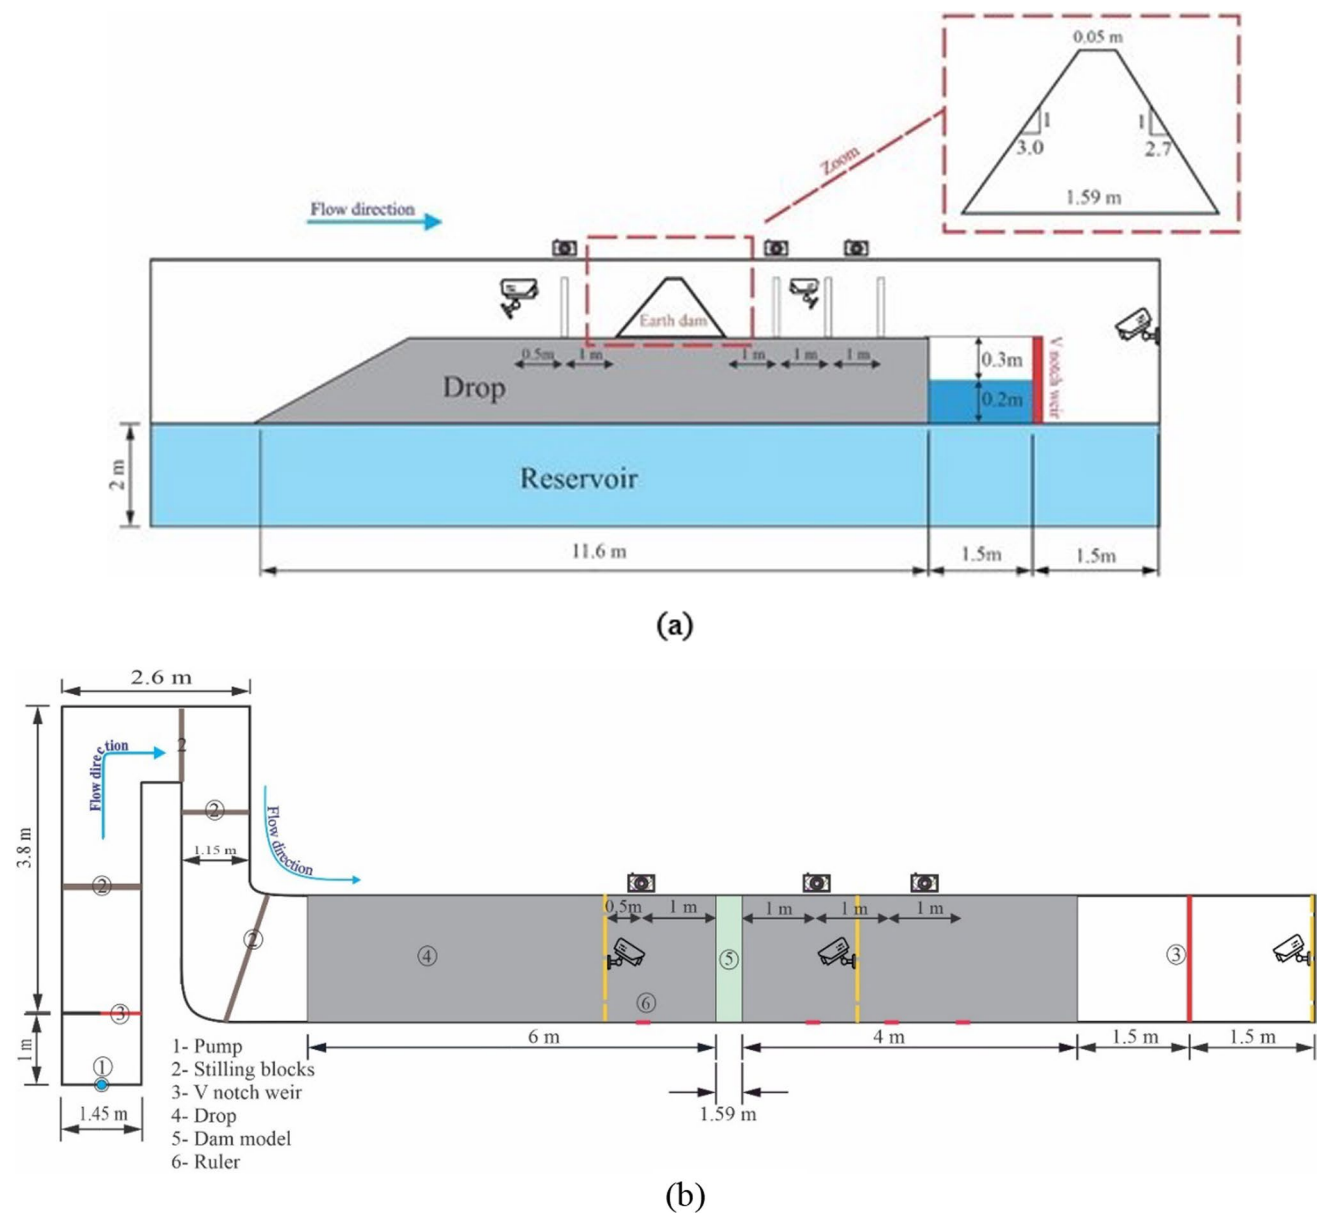 0.05 m
1
1
3.0
2.7
1.59 m
Zoom
Flow direction
Earth dam
0.5m
1 m
1 m
1 m
1 m
Drop
0.3m
0.2m
V notch weir
2 m
Reservoir
11.6 m
1.5m
1.5m
(a)
2.6 m
Flow direction
2
2
3.8 m
1.15 m
Flow direction
2
2
0.5m
1 m
1 m
1 m
1 m
4
5
3
6
3
1 m
6 m
4 m
1.5 m
1.5 m
1
1.59 m
1.45 m
1- Pump
2- Stilling blocks
3- V notch weir
4- Drop
5- Dam model
6- Ruler
(b)